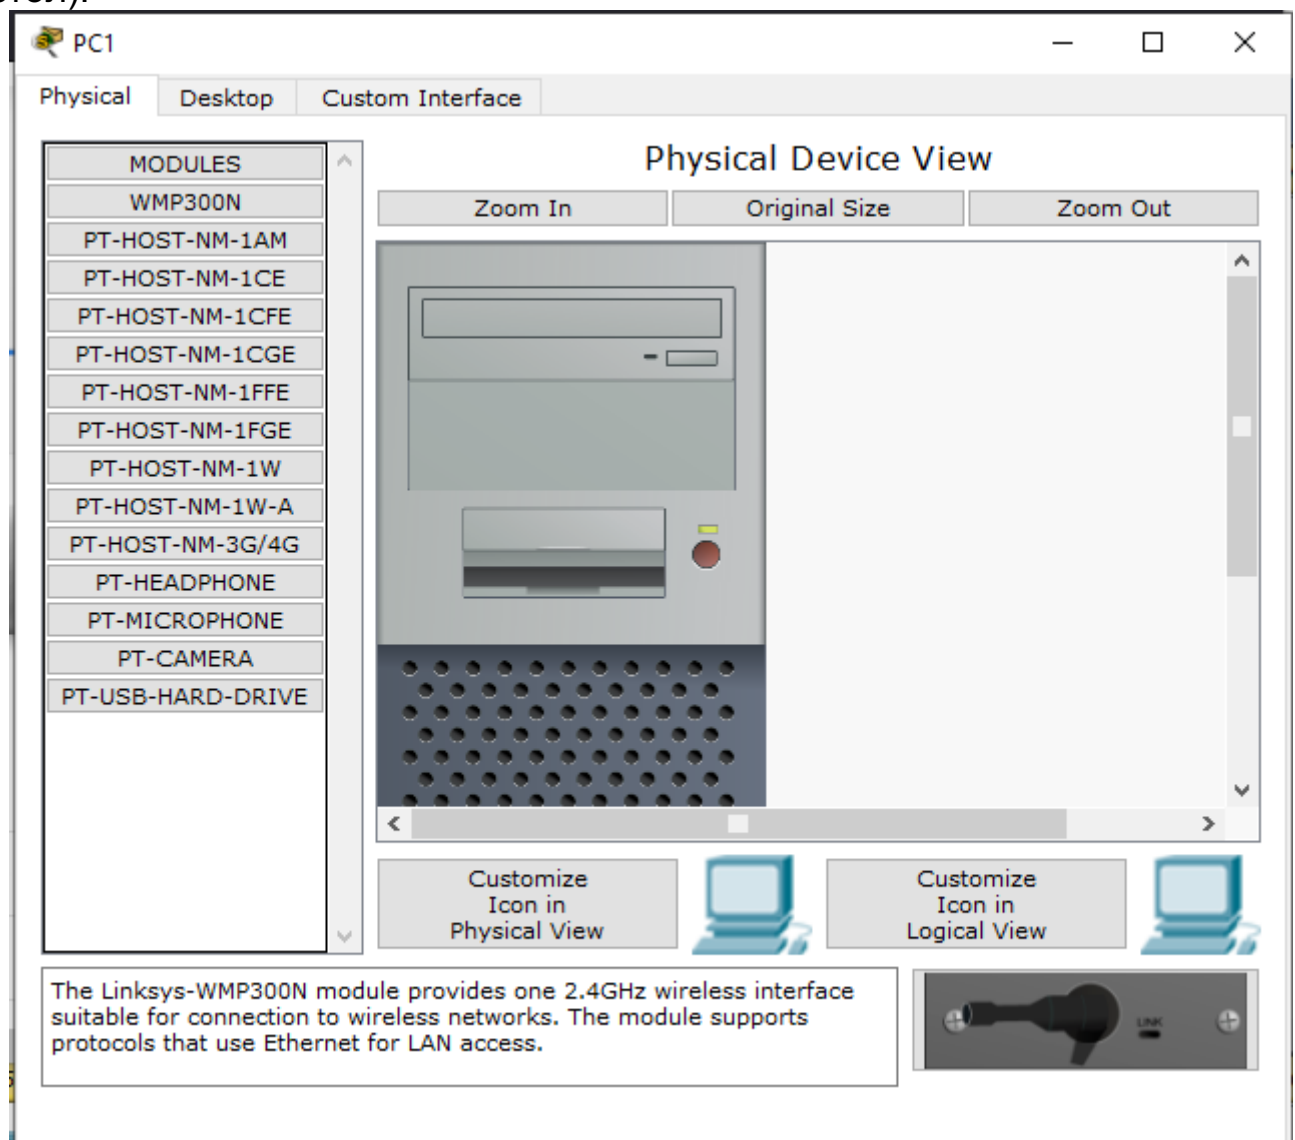 PC1
Physical
Desktop
Custom Interface
MODULES
WMP300N
PT-HOST-NM-1AM
PT-HOST-NM-1CE
PT-HOST-NM-1CFE
PT-HOST-NM-1CGE
PT-HOST-NM-1FFE
PT-HOST-NM-1FGE
PT-HOST-NM-1W
PT-HOST-NM-1W-A
PT-HOST-NM-3G/4G
PT-HEADPHONE
PT-MICROPHONE
PT-CAMERA
PT-USB-HARD-DRIVE
Physical Device View
Zoom In
Original Size
Zoom Out
Customize
Icon in
Physical View
Customize
Icon in
Logical View
The Linksys-WMP300N module provides one 2.4GHz wireless interface
suitable for connection to wireless networks. The module supports
protocols that use Ethernet for LAN access.
LINK